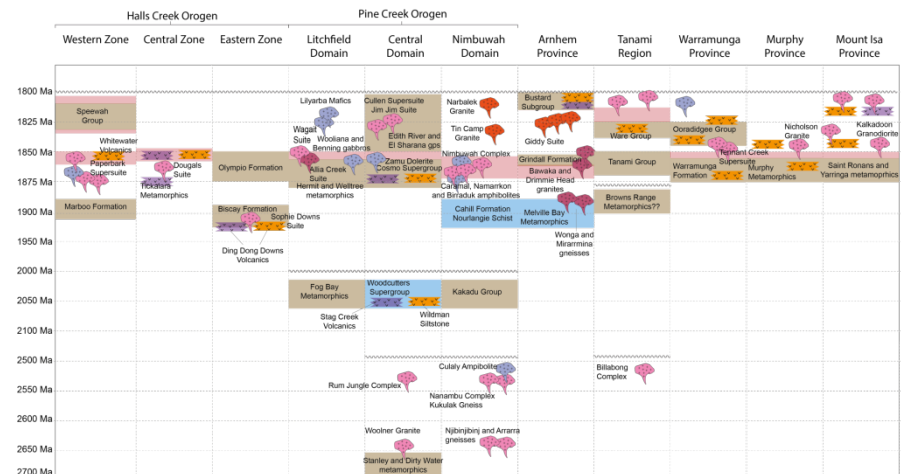 Halls Creek Orogen
Pine Creek Orogen
Western Zone
Central Zone
Eastern Zone
Litchfield
Domain
Central
Domain
Nimbuwah
Domain
Arnhem
Province
Tanami
Region
Warramunga
Province
Murphy
Province
Mount Isa
Province
1800 Ma
1825 Ma
1850 Ma
1875 Ma
1900 Ma
1950 Ma
2000 Ma
2050 Ma
2100 Ma
2500 Ma
2550 Ma
2600 Ma
2650 Ma
2700 Ma
Speewah
Group
Whitewater
Volcanics
Paperbark
Supersuite
Marboo Formation
Dougals
Suite
Tickalara
Metamorphics
Olympio Formation
Biscay Formation
Sophie Downs
Suite
Ding Dong Downs
Volcanics
Lilyarba Mafics
Wagait
Suite
Wooliana and
Benning gabbros
Allia Creek
Suite
Hermit and Welltree
metamorphics
Fog Bay
Metamorphics
Cullen Supersuite
Jim Jim Suite
Edith River and
El Sharana gps
Zamu Dolerite
Cosmo Supergroup
Woodcutters
Supergroup
Stag Creek
Volcanics
Wildman
Siltstone
Rum Jungle Complex
Woolner Granite
Stanley and Dirty Water
metamorphics
Narbalek
Granite
Tin Camp
Granite
Nimbuwah Complex
Caramal, Namarrkon
and Birraduk amphibolites
Cahill Formation
Nourlangie Schist
Kakadu Group
Culaly Ampibolite
Nanambu Complex
Kukulak Gneiss
Njibinjibinj and Arrarra
gneisses
Bustard
Subgroup
Giddy Suite
Grindall Formation
Bawaka and
Drimmie Head
granites
Melville Bay
Metamorphics
Wonga and
Mirarrmina
gneisses
Ware Group
Tanami Group
Browns Range
Metamorphics??
Billabong
Complex
Ooradidgee Group
Tennant Creek
Supersuite
Warramunga
Formation
Nicholson
Granite
Murphy
Metamorphics
Kalkadoon
Granodiorite
Saint Ronans and
Yarringa metamorphics